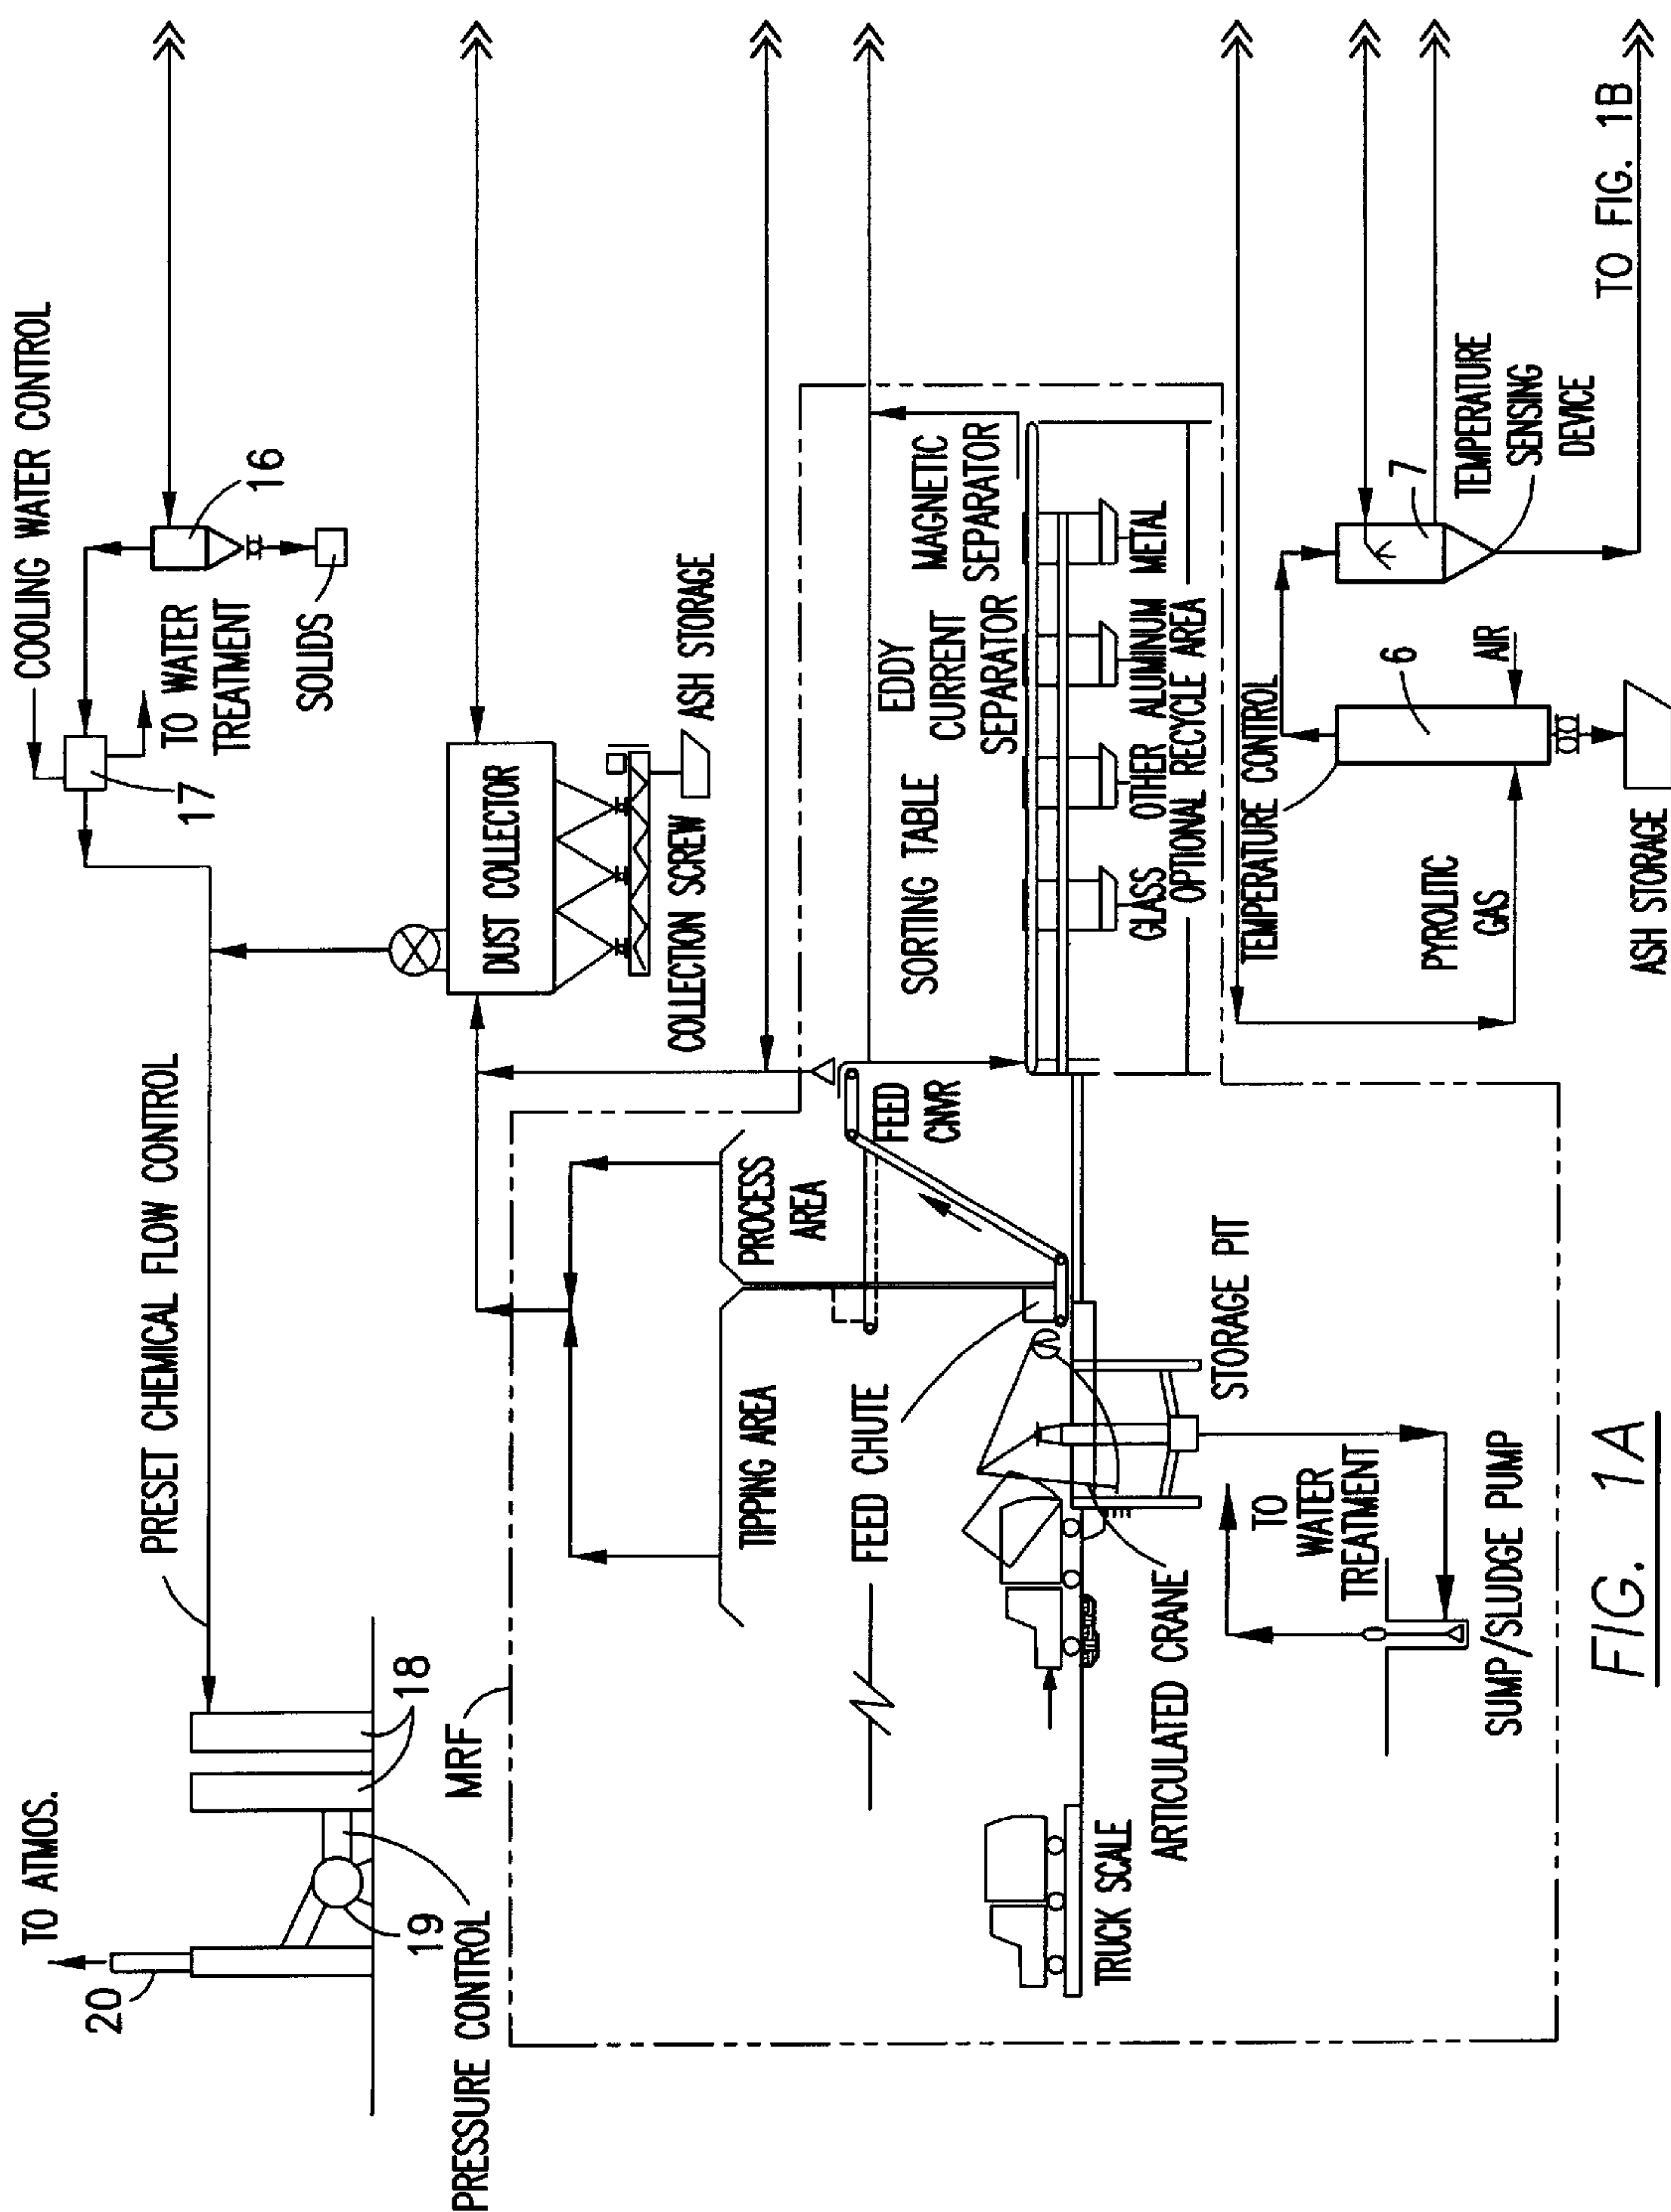 TO ATMOS.
20
19
PRESSURE CONTROL
18
PRESET CHEMICAL FLOW CONTROL
COOLING WATER CONTROL
17
TO WATER
TREATMENT
16
SOLIDS
MRF
DUST COLLECTOR
COLLECTION SCREW
ASH STORAGE
TIPPING AREA
PROCESS
AREA
FEED CHUTE
FEED
CNVR
SORTING TABLE
EDDY
CURRENT
SEPARATOR
MAGNETIC
SEPARATOR
TRUCK SCALE
ARTICULATED CRANE
STORAGE PIT
GLASS
OTHER
ALUMINUM
METAL
OPTIONAL RECYCLE AREA
TO
WATER
TREATMENT
SUMP/SLUDGE PUMP
TEMPERATURE CONTROL
PYROLITIC
GAS
6
AIR
ASH STORAGE
7
TEMPERATURE
SENSING
DEVICE
TO FIG. 1B
FIG. 1A